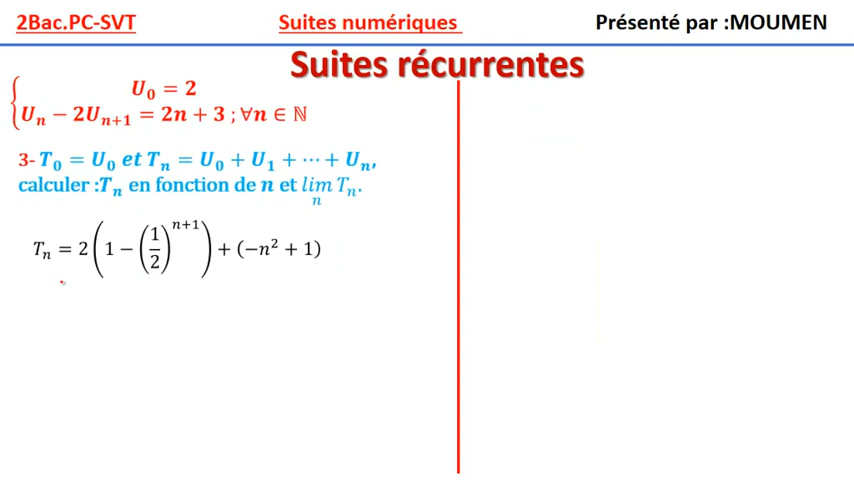 2Bac.PC-SVT Suites numériques Présenté par :MOUMEN
Suites récurrentes
{ U₀ = 2
Uₙ − 2Uₙ₊₁ = 2n + 3 ; ∀n ∈ ℕ
3- T₀ = U₀ et Tₙ = U₀ + U₁ + ⋯ + Uₙ,
calculer :Tₙ en fonction de n et lim Tₙ.
n
Tₙ = 2(1 − (1/2)ⁿ⁺¹) + (−n² + 1)